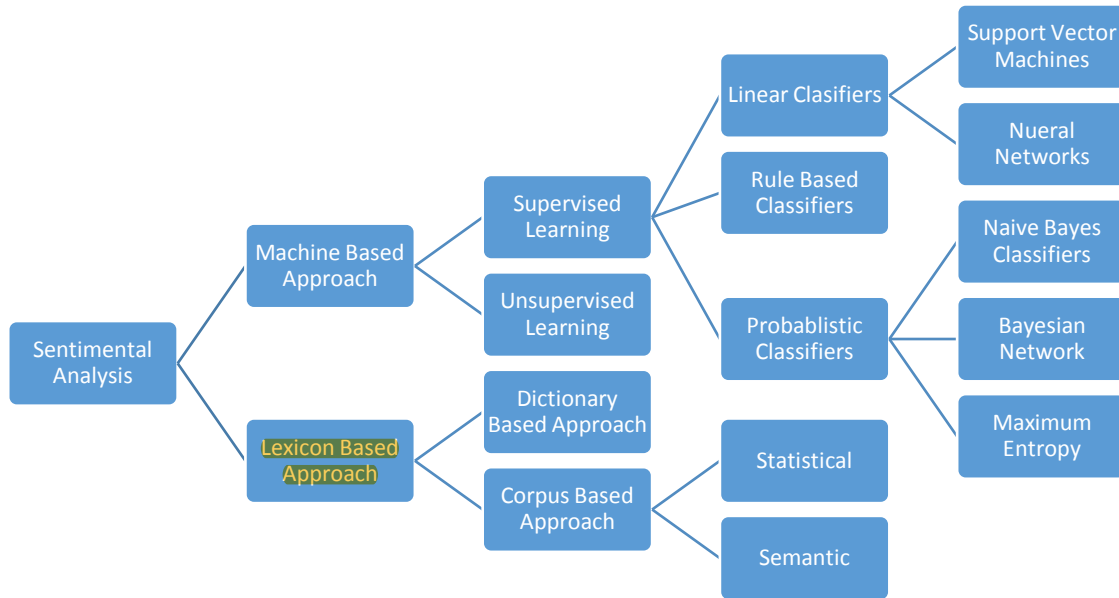 Sentimental
Analysis
Machine Based
Approach
Lexicon Based
Approach
Supervised
Learning
Unsupervised
Learning
Dictionary
Based Approach
Corpus Based
Approach
Linear Clasifiers
Rule Based
Classifiers
Probablistic
Classifiers
Statistical
Semantic
Support Vector
Machines
Nueral
Networks
Naive Bayes
Classifiers
Bayesian
Network
Maximum
Entropy